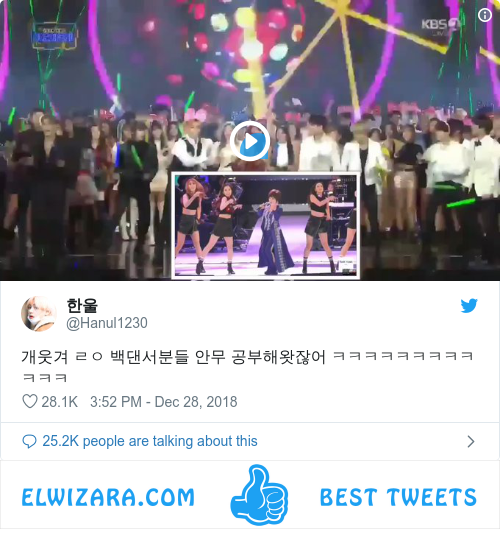 KBS
한울
@Hanul1230
개웃겨 ㄹㅇ 백댄서분들 안무 공부해왓잖어 ㅋㅋㅋㅋㅋㅋㅋㅋㅋ
ㅋㅋㅋ
28.1K 3:52 PM - Dec 28, 2018
25.2K people are talking about this
ELWIZARA.COM BEST TWEETS